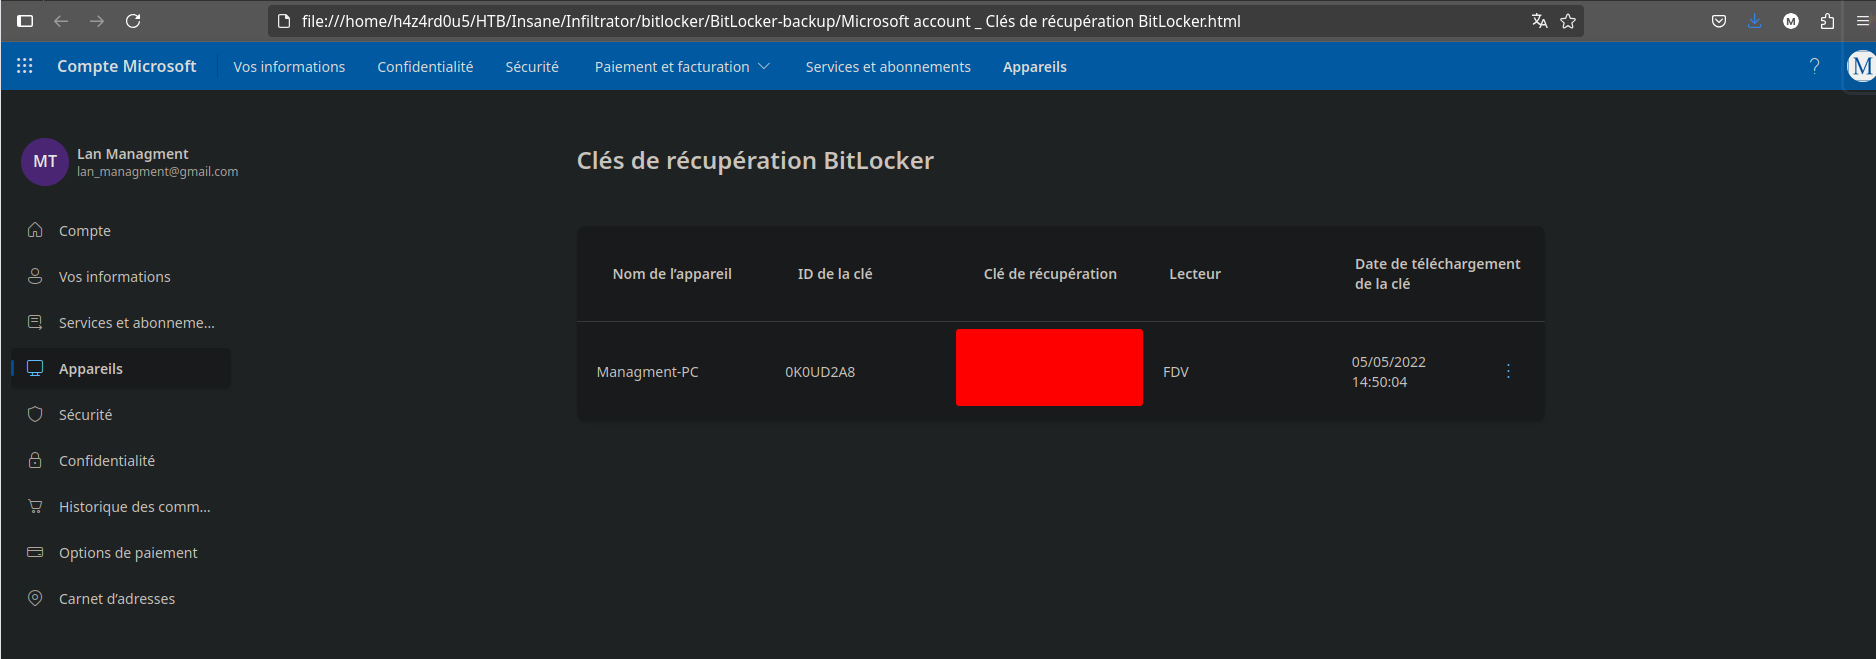 file:///home/h4z4rd0u5/HTB/Insane/Infiltrator/bitlocker/BitLocker-backup/Microsoft account _ Clés de récupération BitLocker.html
M
Compte Microsoft
Vos informations
Confidentialité
Sécurité
Paiement et facturation
Services et abonnements
Appareils
?
M
MT
Lan Managment
lan_managment@gmail.com
Compte
Vos informations
Services et abonneme...
Appareils
Sécurité
Confidentialité
Historique des comm...
Options de paiement
Carnet d’adresses
Clés de récupération BitLocker
Nom de l’appareil
ID de la clé
Clé de récupération
Lecteur
Date de téléchargement
de la clé
Managment-PC
0K0UD2A8
FDV
05/05/2022
14:50:04